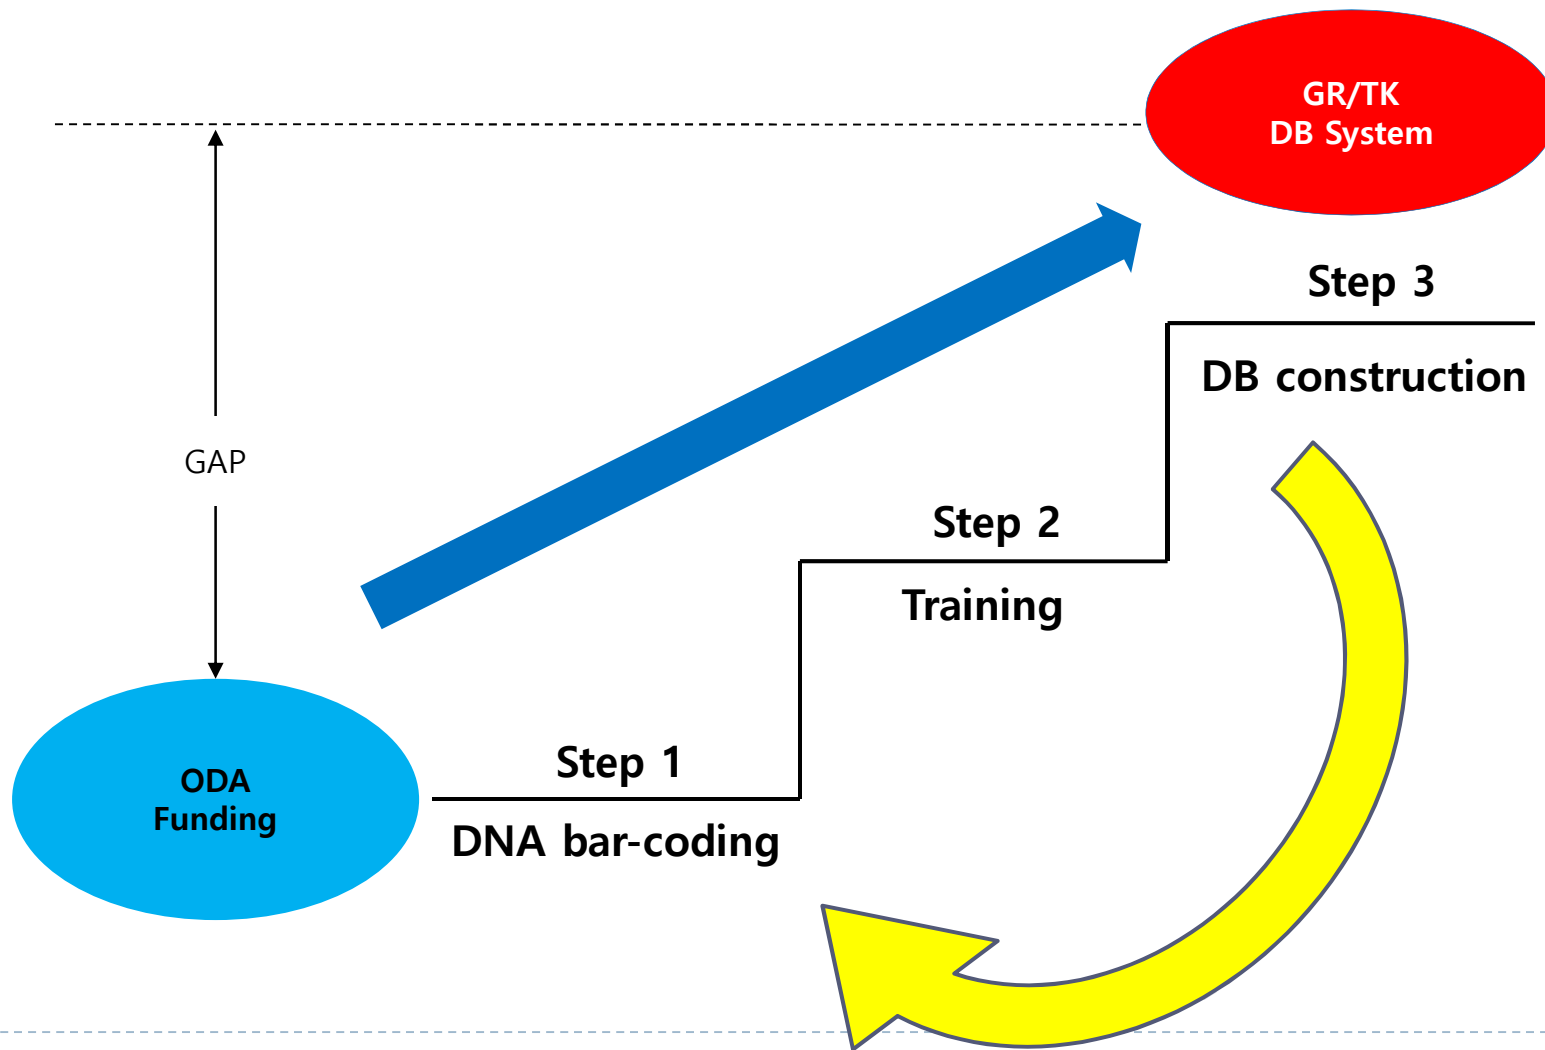 GR/TK
DB System
Step 3
DB construction
GAP
Step 2
Training
ODA
Funding
Step 1
DNA bar-coding